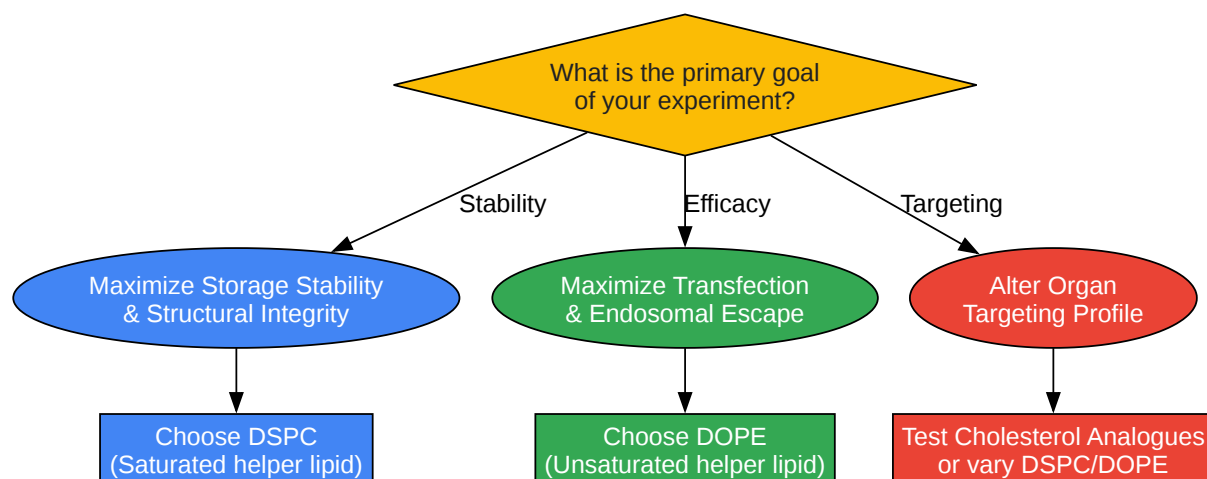 What is the primary goal
of your experiment?
Stability
Efficacy
Targeting
Maximize Storage Stability
& Structural Integrity
Maximize Transfection
& Endosomal Escape
Alter Organ
Targeting Profile
Choose DSPC
(Saturated helper lipid)
Choose DOPE
(Unsaturated helper lipid)
Test Cholesterol Analogues
or vary DSPC/DOPE